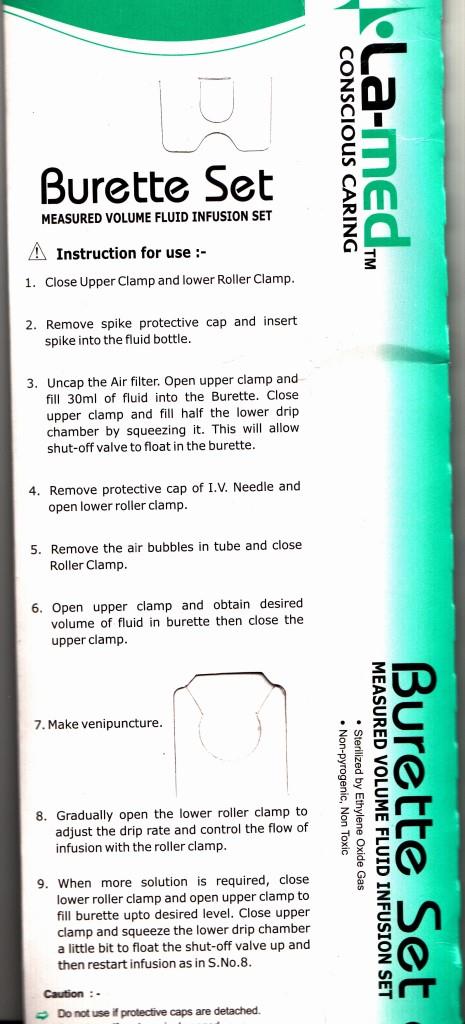 Burette Set
MEASURED VOLUME FLUID INFUSION SET
Instruction for use :-
1. Close Upper Clamp and lower Roller Clamp.
2. Remove spike protective cap and insert
spike into the fluid bottle.
3. Uncap the Air filter. Open upper clamp and
fill 30ml of fluid into the Burette. Close
upper clamp and fill half the lower drip
chamber by squeezing it. This will allow
shut-off valve to float in the burette.
4. Remove protective cap of I.V. Needle and
open lower roller clamp.
5. Remove the air bubbles in tube and close
Roller Clamp.
6. Open upper clamp and obtain desired
volume of fluid in burette then close the
upper clamp.
7. Make venipuncture.
8. Gradually open the lower roller clamp to
adjust the drip rate and control the flow of
infusion with the roller clamp.
9. When more solution is required, close
lower roller clamp and open upper clamp to
fill burette upto desired level. Close upper
clamp and squeeze the lower drip chamber
a little bit to float the shut-off valve up and
then restart infusion as in S.No.8.
Caution : -
Do not use if protective caps are detached.
La-med™
CONSCIOUS CARING
Burette Set
MEASURED VOLUME FLUID INFUSION SET
• Sterilized by Ethylene Oxide Gas
• Non-pyrogenic, Non Toxic